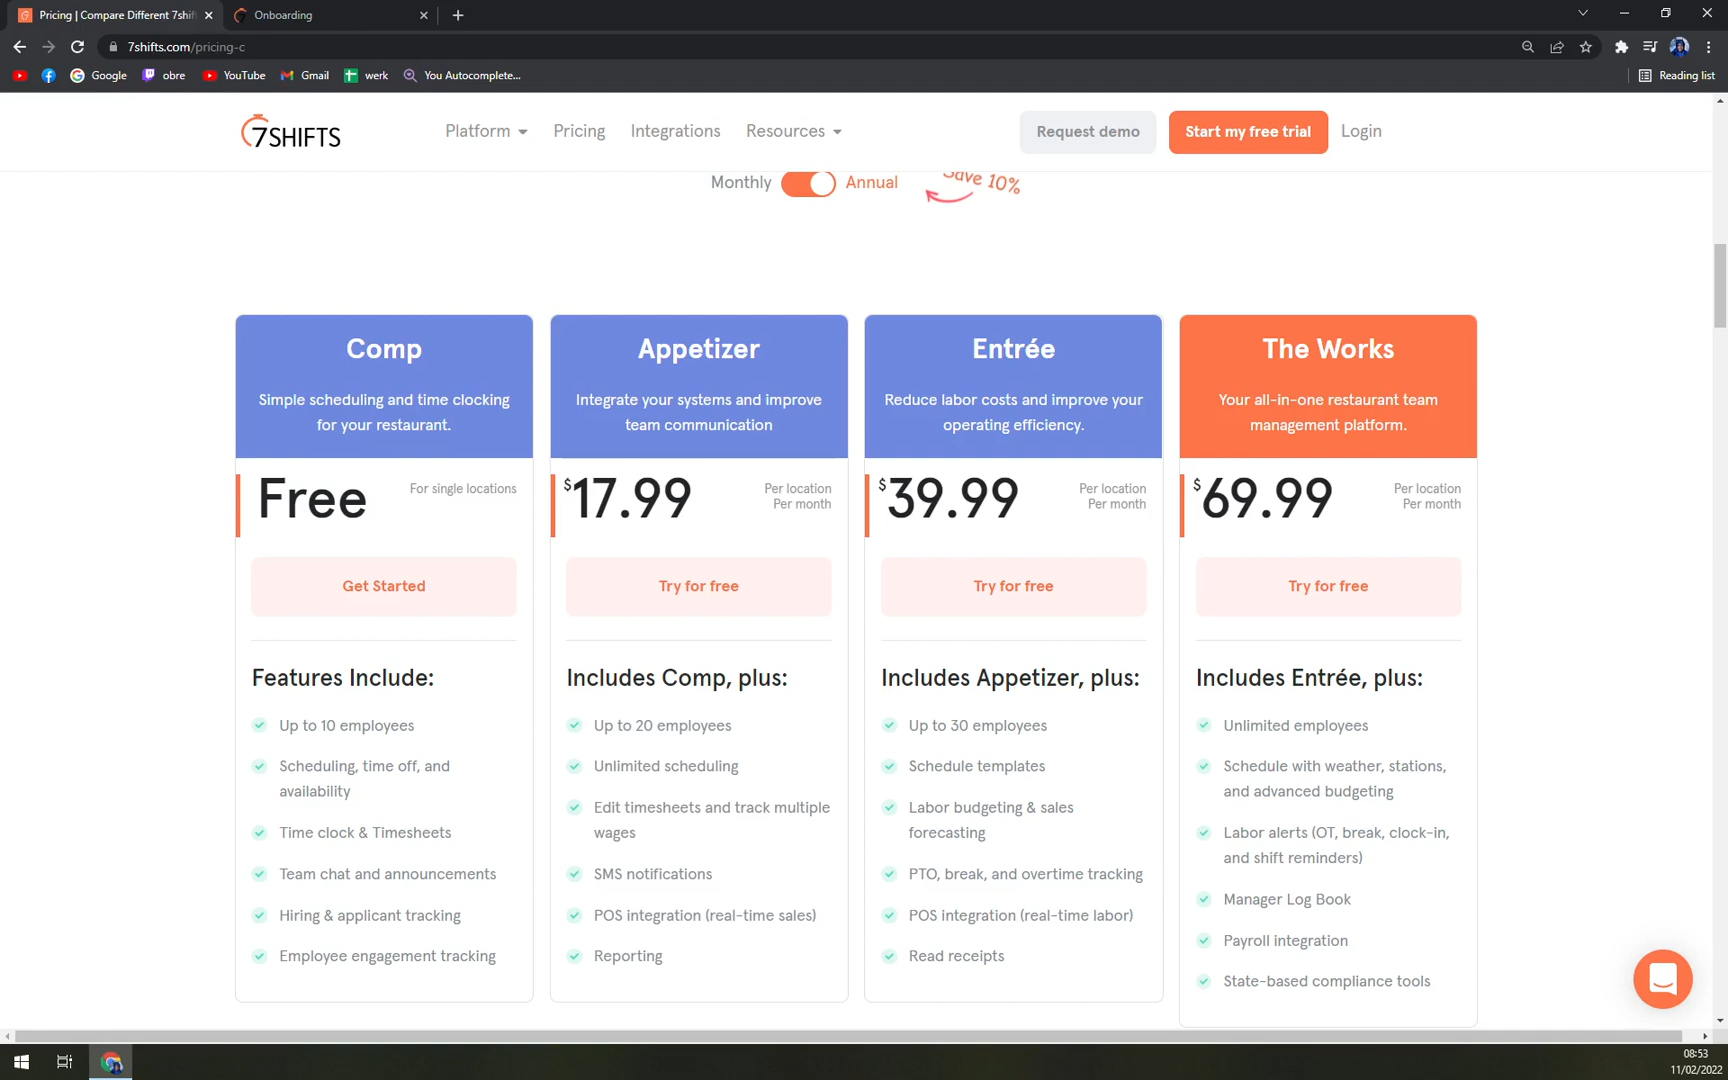 Pricing | Compare Different 7shif
Onboarding
7shifts.com/pricing-c
Google
obre
YouTube
Gmail
werk
You Autocomplete...
Reading list
7SHIFTS
Platform
Pricing
Integrations
Resources
Request demo
Start my free trial
Login
Monthly
Annual
Save 10%
Comp
Simple scheduling and time clocking
for your restaurant.
Free
For single locations
Get Started
Features Include:
Up to 10 employees
Scheduling, time off, and
availability
Time clock & Timesheets
Team chat and announcements
Hiring & applicant tracking
Employee engagement tracking
Appetizer
Integrate your systems and improve
team communication
$17.99
Per location
Per month
Try for free
Includes Comp, plus:
Up to 20 employees
Unlimited scheduling
Edit timesheets and track multiple
wages
SMS notifications
POS integration (real-time sales)
Reporting
Entrée
Reduce labor costs and improve your
operating efficiency.
$39.99
Per location
Per month
Try for free
Includes Appetizer, plus:
Up to 30 employees
Schedule templates
Labor budgeting & sales
forecasting
PTO, break, and overtime tracking
POS integration (real-time labor)
Read receipts
The Works
Your all-in-one restaurant team
management platform.
$69.99
Per location
Per month
Try for free
Includes Entrée, plus:
Unlimited employees
Schedule with weather, stations,
and advanced budgeting
Labor alerts (OT, break, clock-in,
and shift reminders)
Manager Log Book
Payroll integration
State-based compliance tools
08:53
11/02/2022